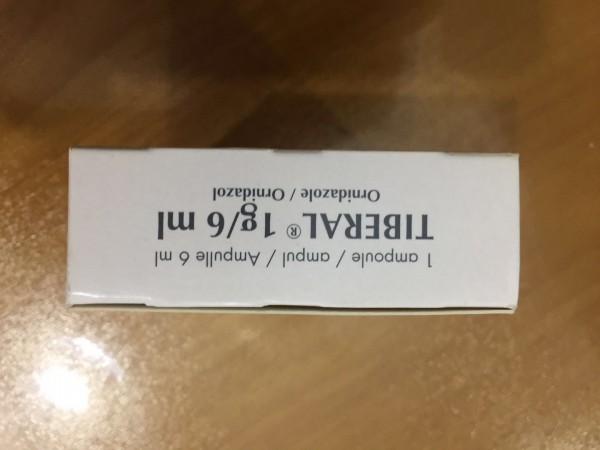 1 ampoule / ampul / Ampulle 6 ml
TIBERAL® 1g/6 ml
Ornidazole / Ornidazol